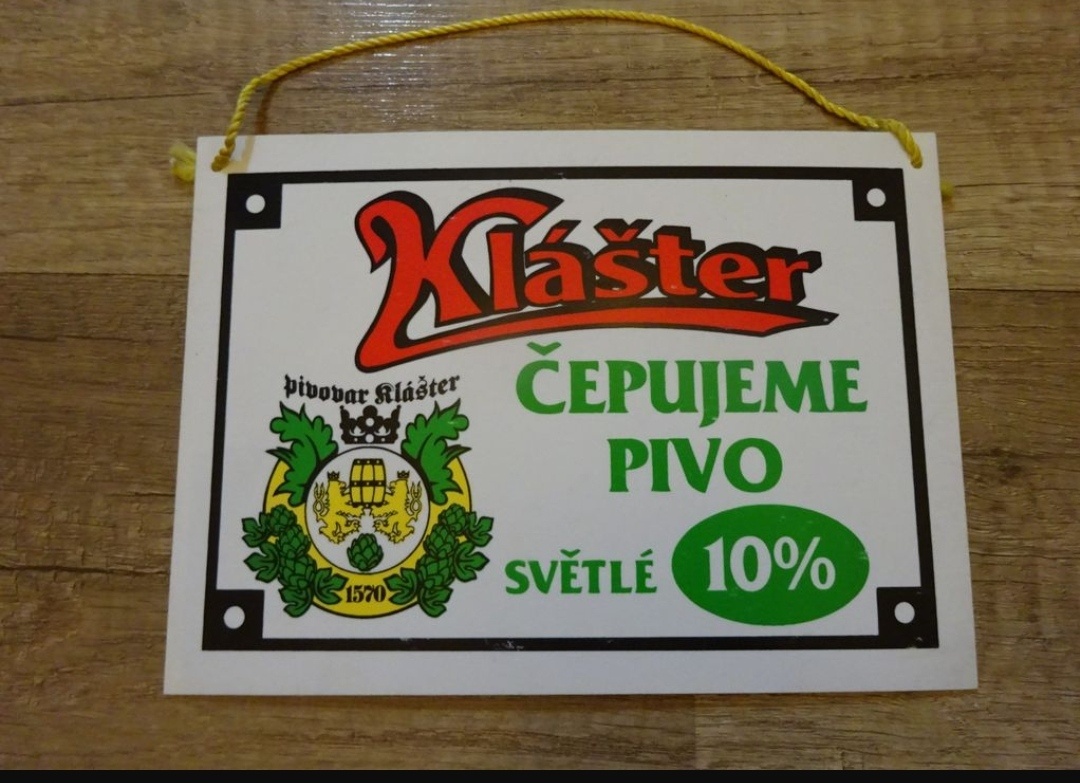 Klášter
ČEPUJEME
PIVO
SVĚTLÉ 10%
pivovar Klášter
1570